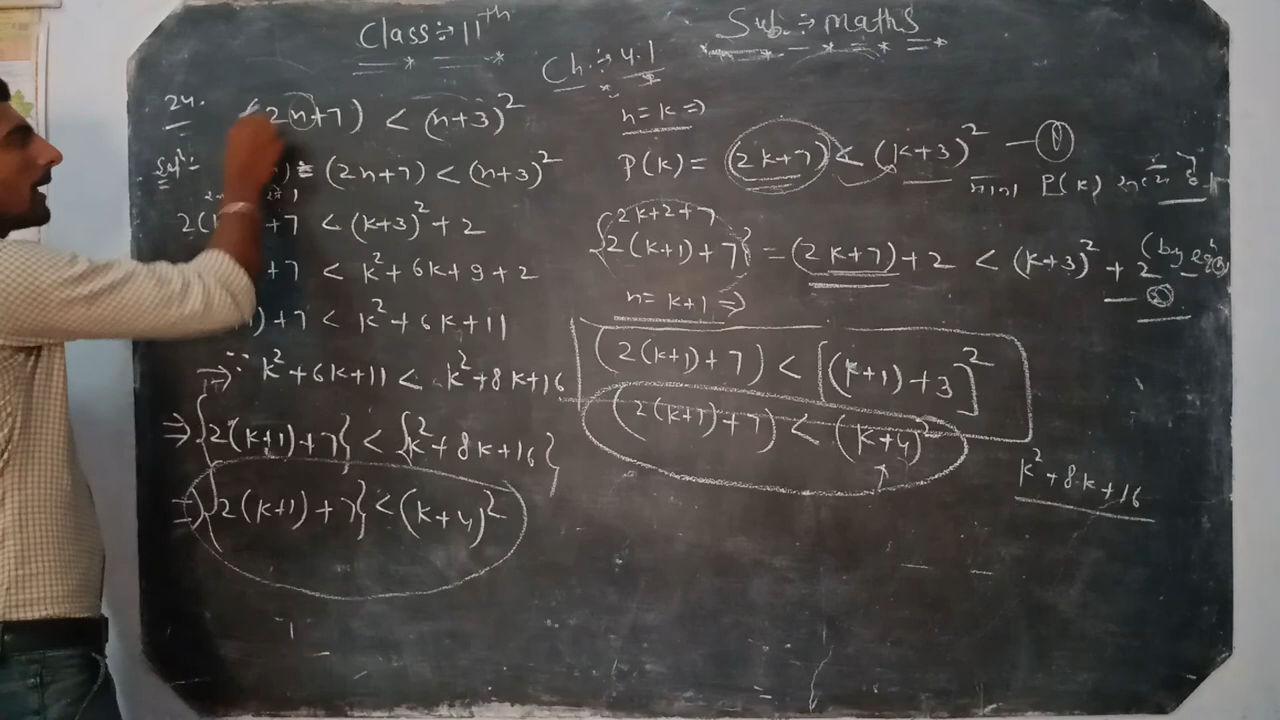 Class :- 11th
Sub. :- maths
Ch. :- 4.1
24. (2n+7) < (n+3)²
Solⁿ:- (2n+7) < (n+3)²
2(k +7 < (k+3)² + 2
+7 < k² + 6k + 9 + 2
)+7 < k² + 6k + 11
⇒ ∵ k² + 6k + 11 < k² + 8k + 16
⇒ {2(k+1)+7} < {k² + 8k + 16}
⇒ {2(k+1)+7} < (k+4)²
n = k ⇒
P(k) = (2k+7) < (k+3)² — ①
P(k)
2k+2+7
{2(k+1)+7} = (2k+7)+2 < (k+3)² + 2 (by eqⁿ ①)
②
n = k+1 ⇒
(2(k+1)+7) < [(k+1)+3]²
(2(k+1)+7) < (k+4)²
k² + 8k + 16